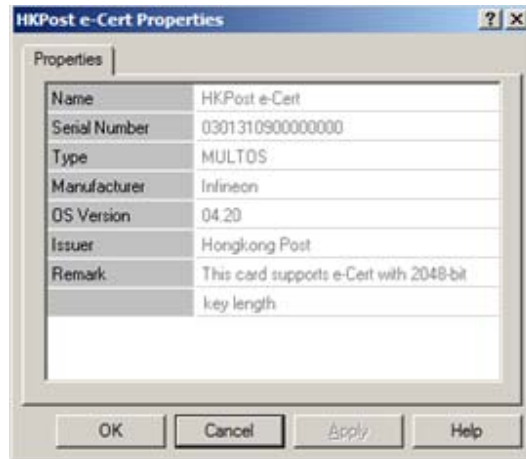 HKPost e-Cert Properties
Properties
Name HKPost e-Cert
Serial Number 0301310900000000
Type MULTOS
Manufacturer Infineon
OS Version 04.20
Issuer Hongkong Post
Remark This card supports e-Cert with 2048-bit
key length
OK Cancel Apply Help